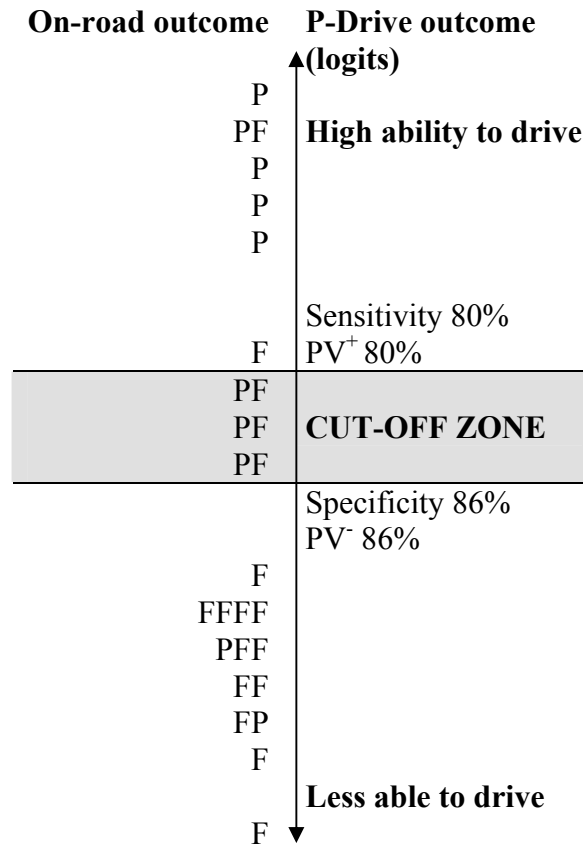 On-road outcome P-Drive outcome
(logits)
P
PF High ability to drive
P
P
P
Sensitivity 80%
F PV+ 80%
PF
PF CUT-OFF ZONE
PF
Specificity 86%
PV- 86%
F
FFFF
PFF
FF
FP
F
Less able to drive
F